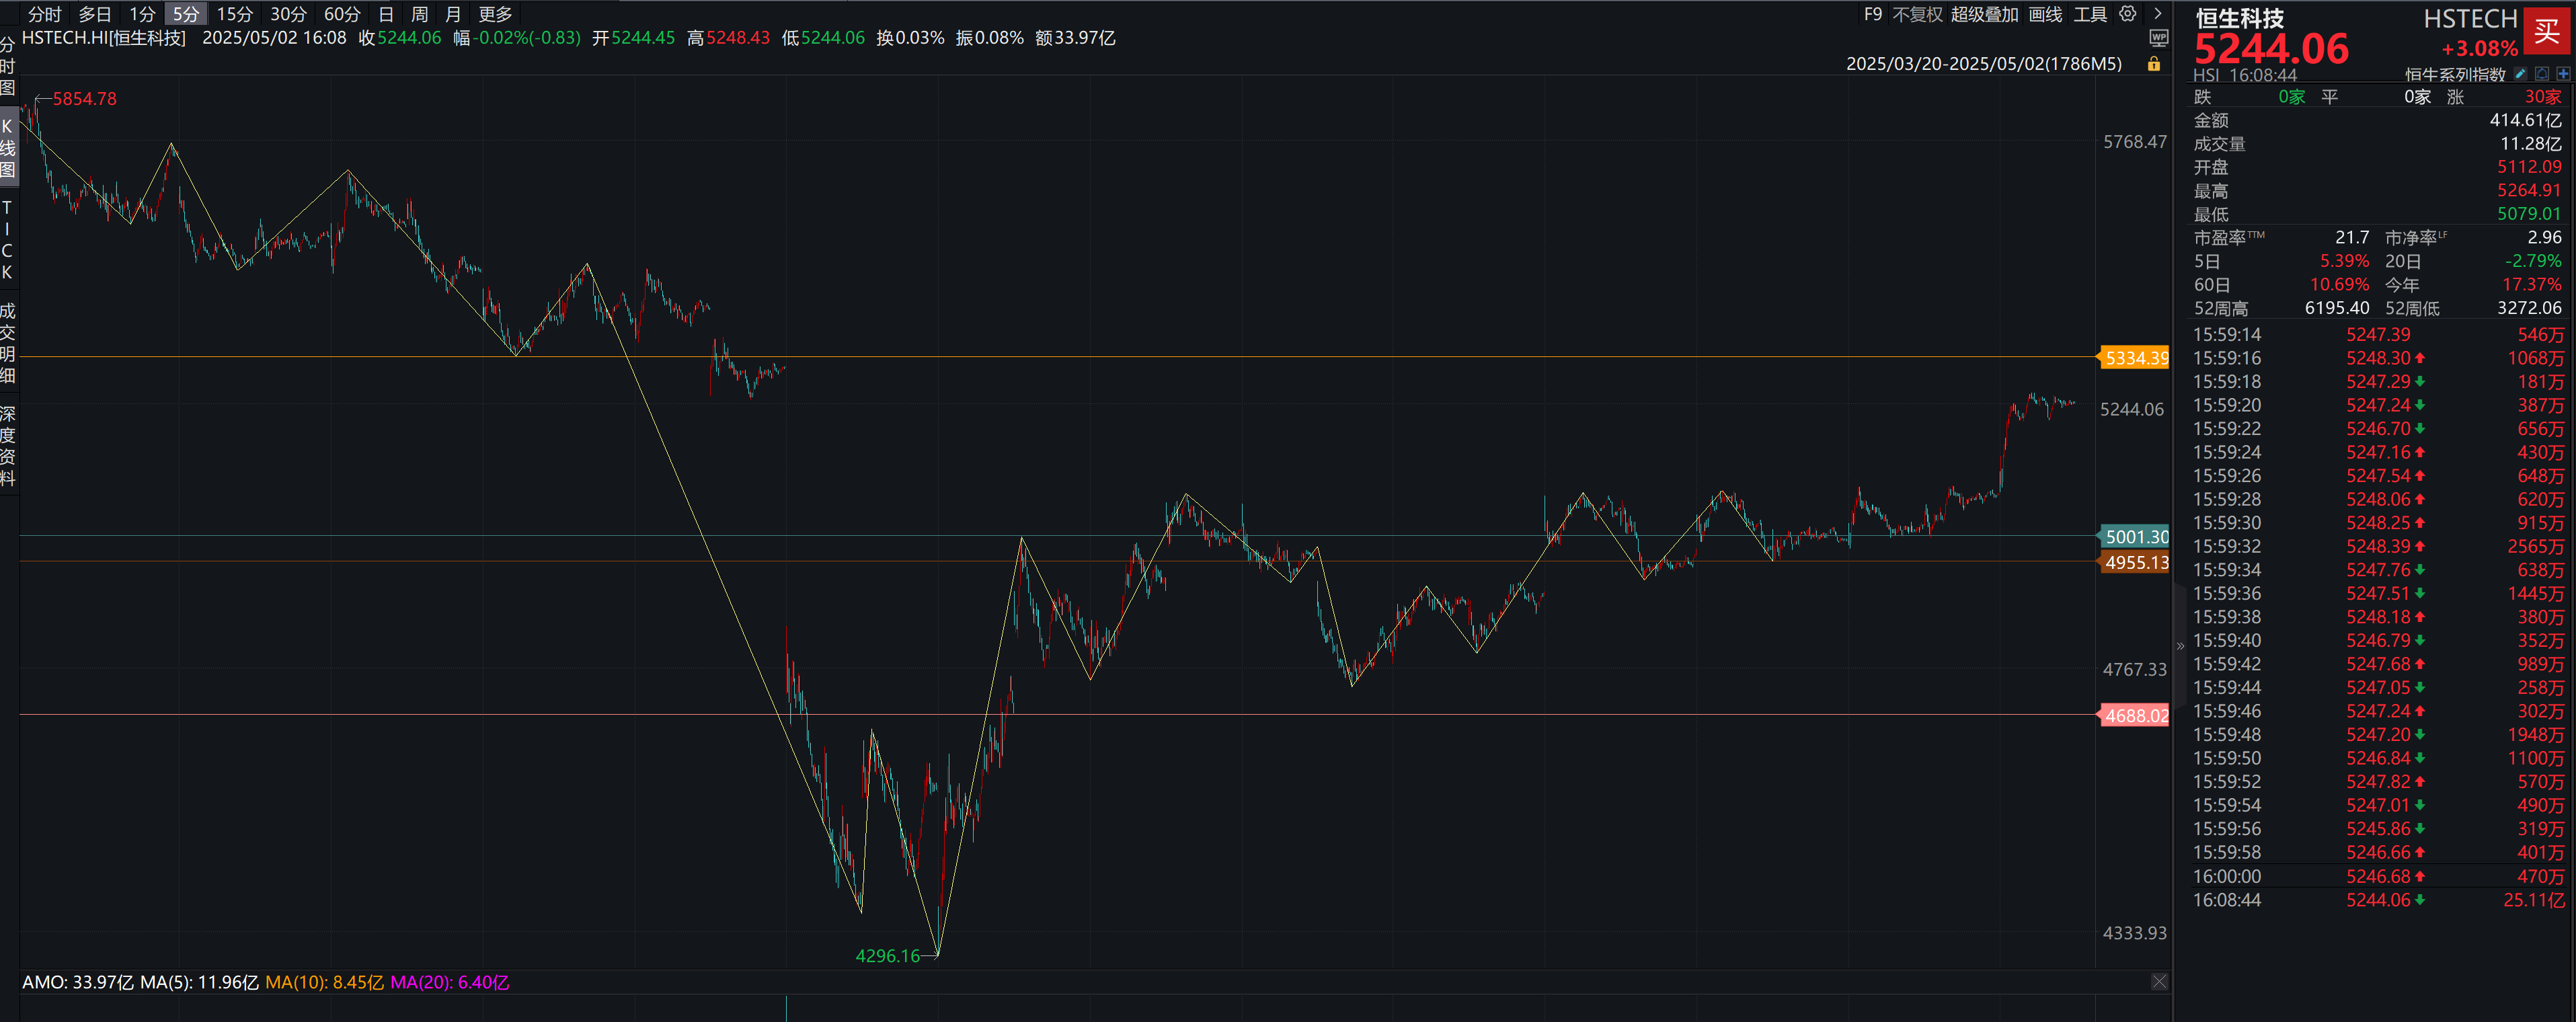 分时 多日 1分 5分 15分 30分 60分 日 周 月 更多 F9 不复权 超级叠加 画线 工具
HSTECH.HI[恒生科技] 2025/05/02 16:08 收5244.06 幅-0.02%(-0.83) 开5244.45 高5248.43 低5244.06 换0.03% 振0.08% 额33.97亿
WP
2025/03/20-2025/05/02(1786M5)
分时图
K线图
TICK
成交明细
深度资料
5854.78
5768.47
5334.39
5244.06
5001.30
4955.13
4767.33
4688.02
4333.93
4296.16
AMO: 33.97亿 MA(5): 11.96亿 MA(10): 8.45亿 MA(20): 6.40亿
恒生科技 HSTECH 买
5244.06 +3.08%
HSI 16:08:44 恒生系列指数
跌 0家 平 0家 涨 30家
金额 414.61亿
成交量 11.28亿
开盘 5112.09
最高 5264.91
最低 5079.01
市盈率TTM 21.7 市净率LF 2.96
5日 5.39% 20日 -2.79%
60日 10.69% 今年 17.37%
52周高 6195.40 52周低 3272.06
15:59:14 5247.39 546万
15:59:16 5248.30 1068万
15:59:18 5247.29 181万
15:59:20 5247.24 387万
15:59:22 5246.70 656万
15:59:24 5247.16 430万
15:59:26 5247.54 648万
15:59:28 5248.06 620万
15:59:30 5248.25 915万
15:59:32 5248.39 2565万
15:59:34 5247.76 638万
15:59:36 5247.51 1445万
15:59:38 5248.18 380万
15:59:40 5246.79 352万
15:59:42 5247.68 989万
15:59:44 5247.05 258万
15:59:46 5247.24 302万
15:59:48 5247.20 1948万
15:59:50 5246.84 1100万
15:59:52 5247.82 570万
15:59:54 5247.01 490万
15:59:56 5245.86 319万
15:59:58 5246.66 401万
16:00:00 5246.68 470万
16:08:44 5244.06 25.11亿